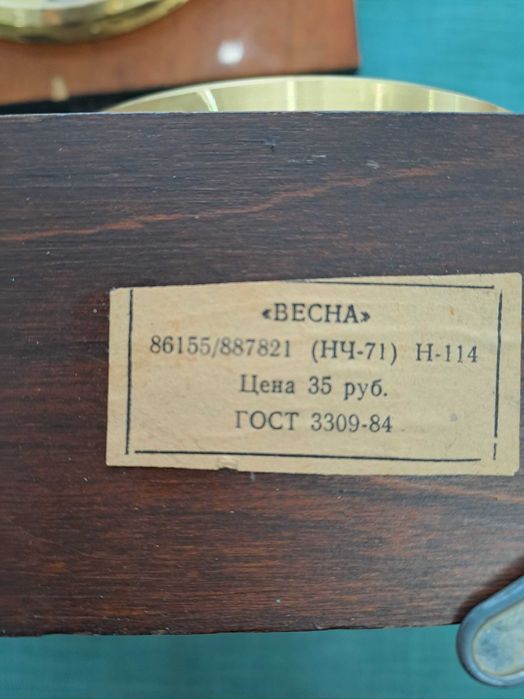 «ВЕСНА»
86155/887821 (НЧ-71) Н-114
Цена 35 руб.
ГОСТ 3309-84